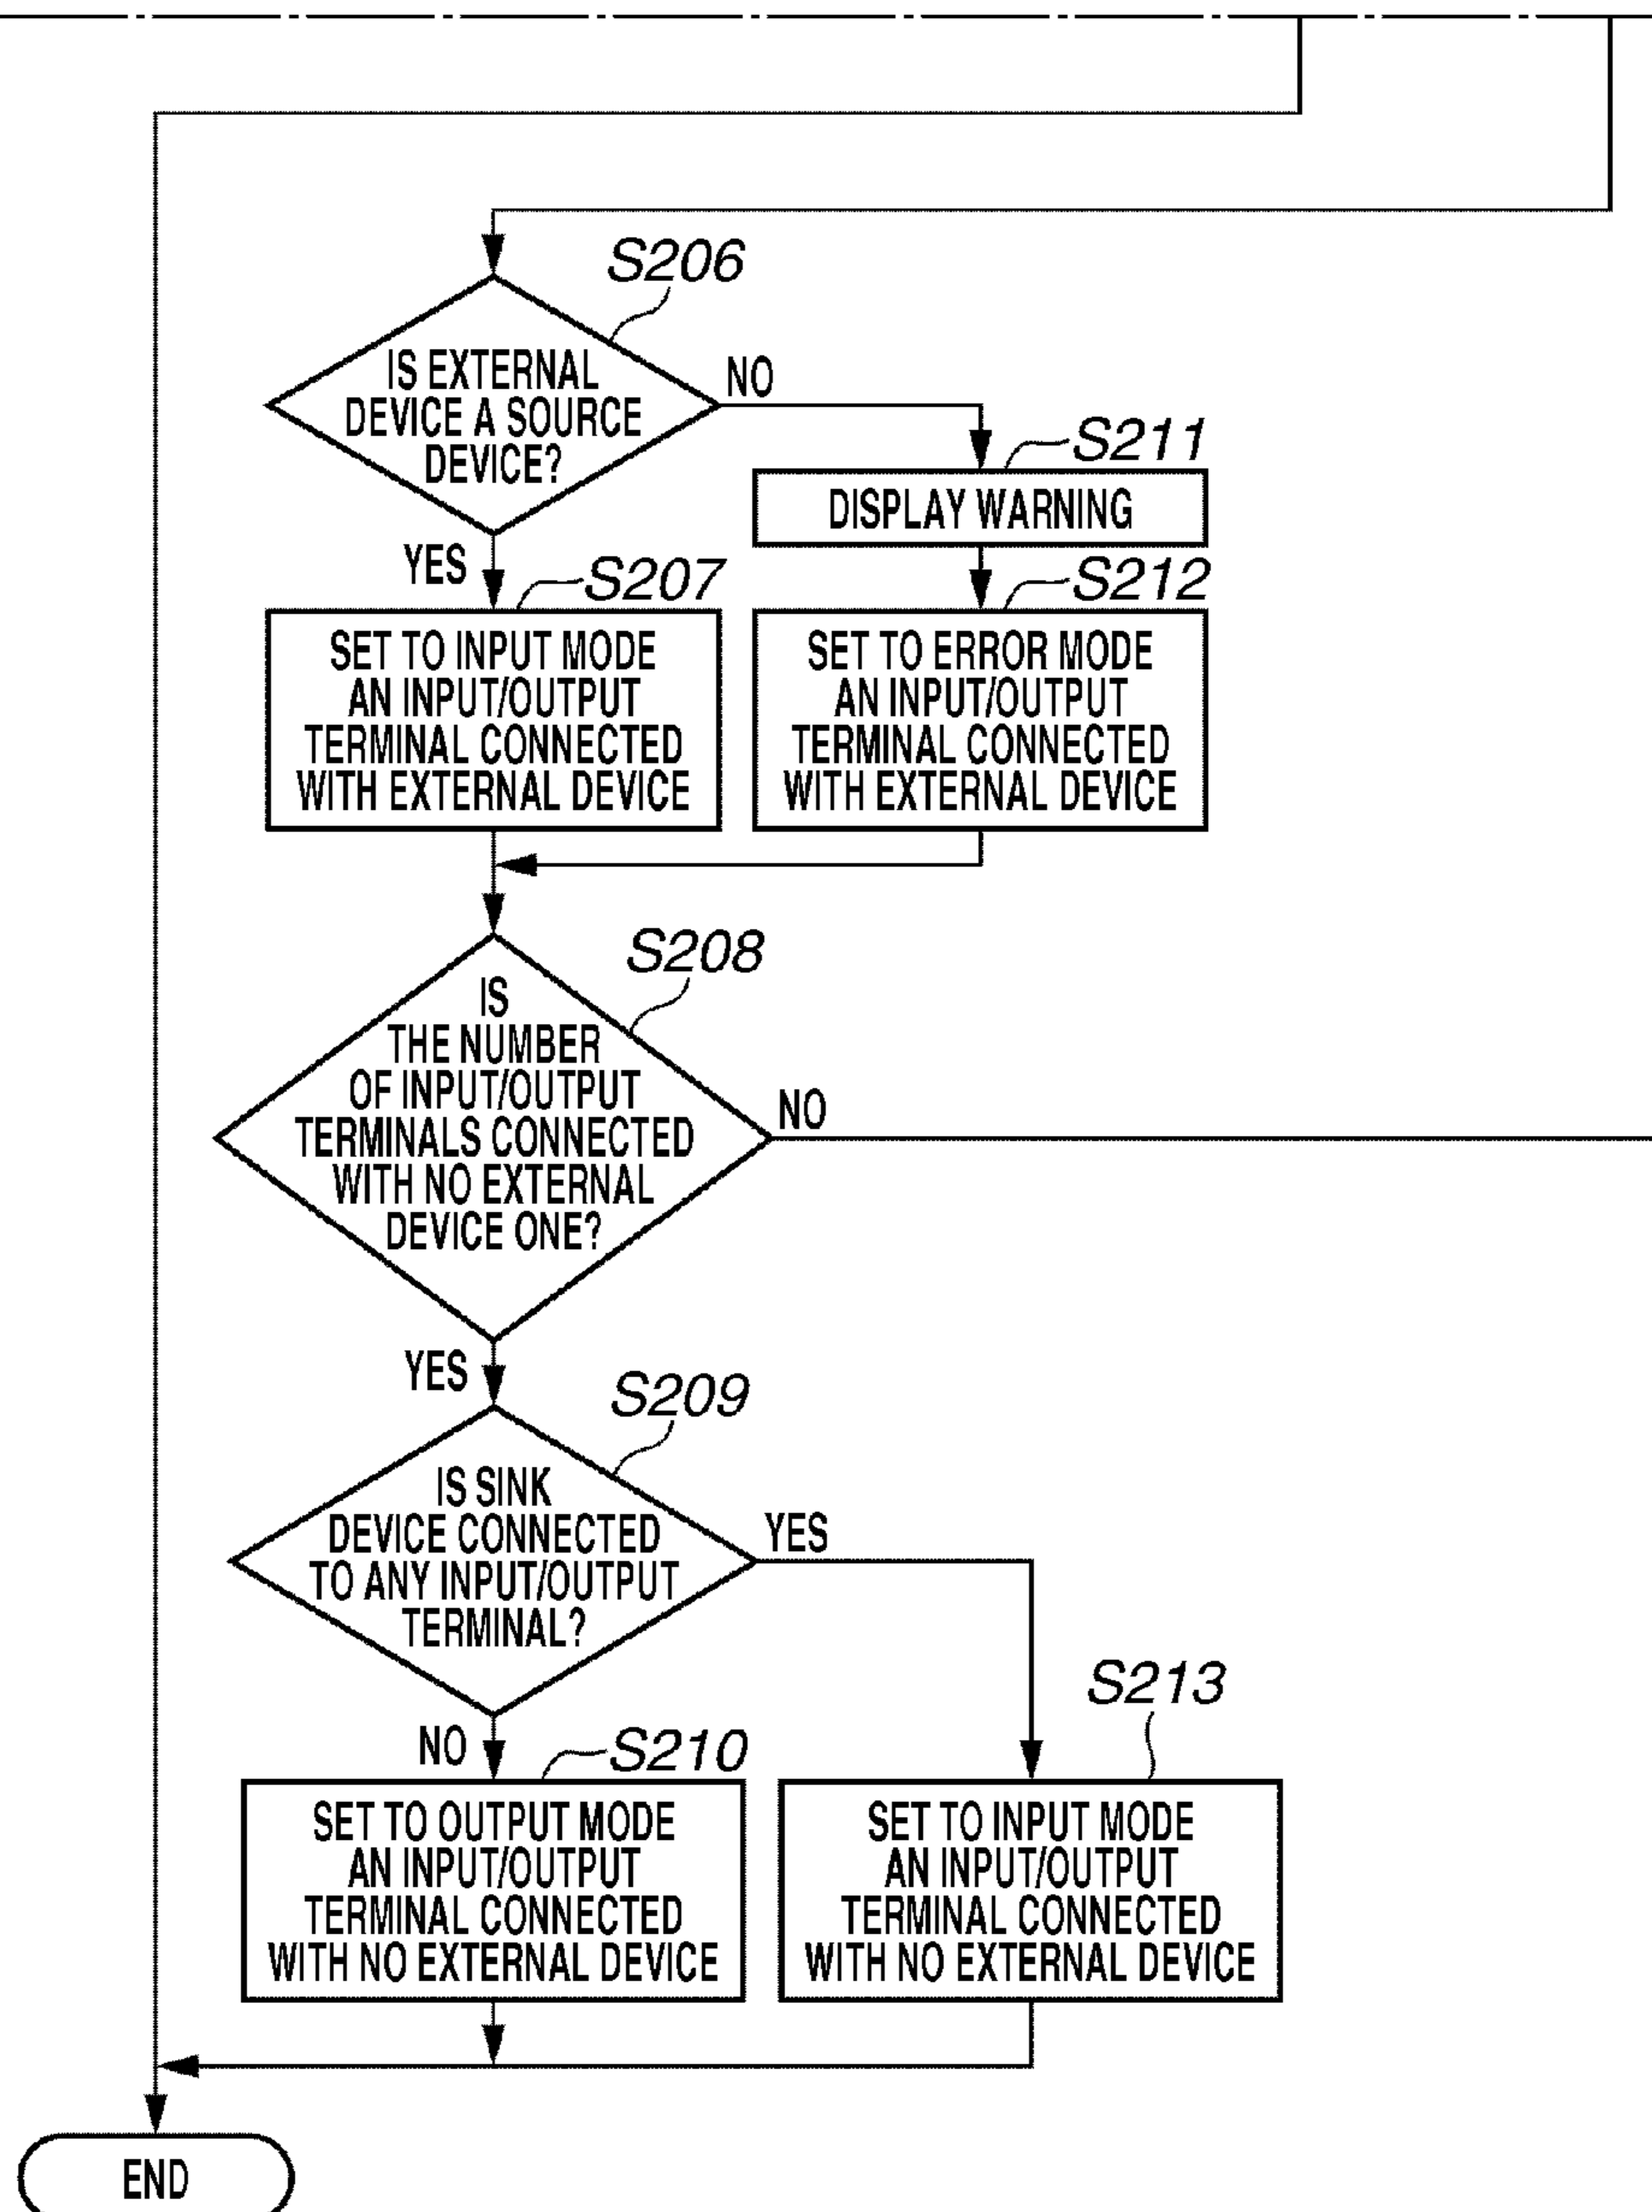 S206
IS EXTERNAL
DEVICE A SOURCE
DEVICE?
NO
YES
S211
DISPLAY WARNING
S207
SET TO INPUT MODE
AN INPUT/OUTPUT
TERMINAL CONNECTED
WITH EXTERNAL DEVICE
S212
SET TO ERROR MODE
AN INPUT/OUTPUT
TERMINAL CONNECTED
WITH EXTERNAL DEVICE
S208
IS
THE NUMBER
OF INPUT/OUTPUT
TERMINALS CONNECTED
WITH NO EXTERNAL
DEVICE ONE?
NO
YES
S209
IS SINK
DEVICE CONNECTED
TO ANY INPUT/OUTPUT
TERMINAL?
YES
NO
S210
SET TO OUTPUT MODE
AN INPUT/OUTPUT
TERMINAL CONNECTED
WITH NO EXTERNAL DEVICE
S213
SET TO INPUT MODE
AN INPUT/OUTPUT
TERMINAL CONNECTED
WITH NO EXTERNAL DEVICE
END